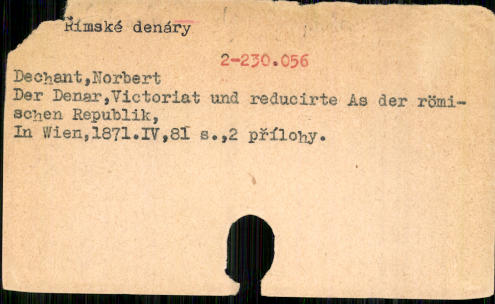 Římské denáry
2-230.056
Dechant,Norbert
Der Denar,Victoriat und reducirte As der römi-
schen Republik,
In Wien,1871.IV,81 s.,2 přílohy.